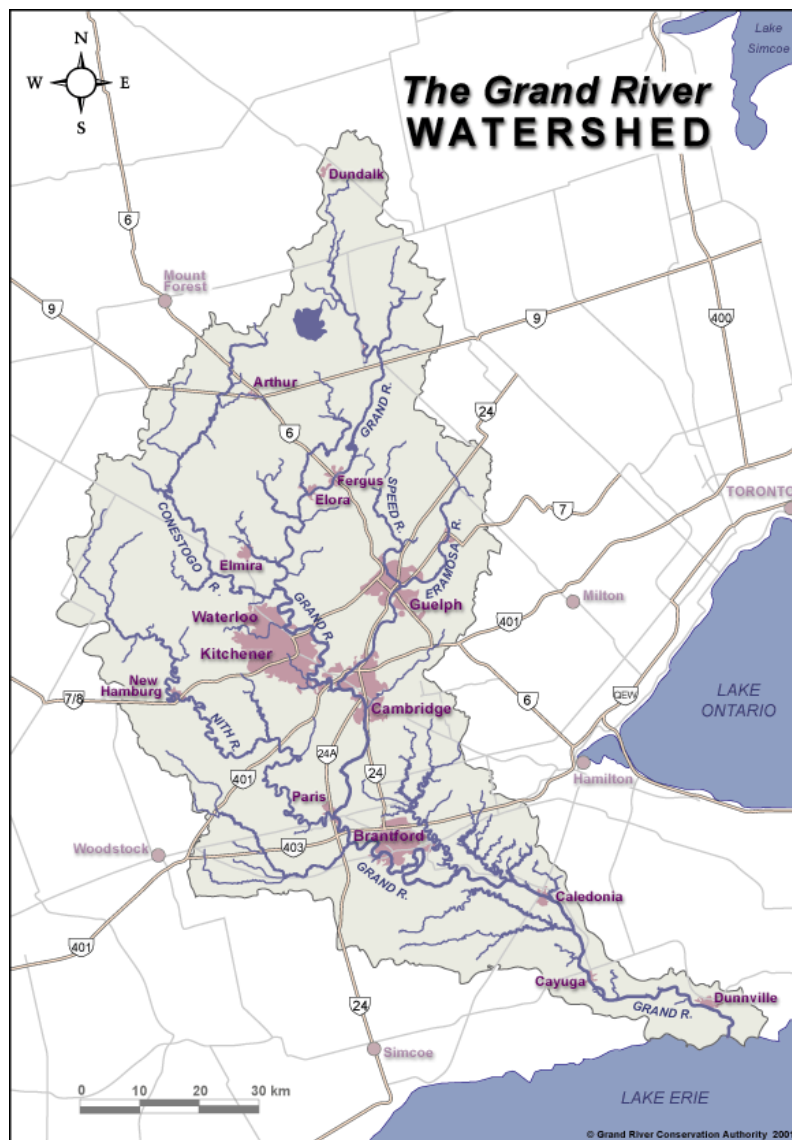 Lake
Simcoe
N
W
E
S
The Grand River
WATERSHED
Dundalk
6
Mount
Forest
9
9
400
Arthur
24
6
GRAND R.
Fergus
Elora
SPEED R.
7
TORONTO
CONESTOGO R.
ERAMOSA R.
Elmira
GRAND R.
Guelph
Milton
Waterloo
401
Kitchener
New
Hamburg
7/8
6
QEW
LAKE
ONTARIO
Cambridge
NITH R.
24A
24
401
Hamilton
Paris
Woodstock
403
Brantford
GRAND R.
Caledonia
401
Cayuga
Dunnville
GRAND R.
24
Simcoe
0 10 20 30 km
LAKE ERIE
© Grand River Conservation Authority 2009